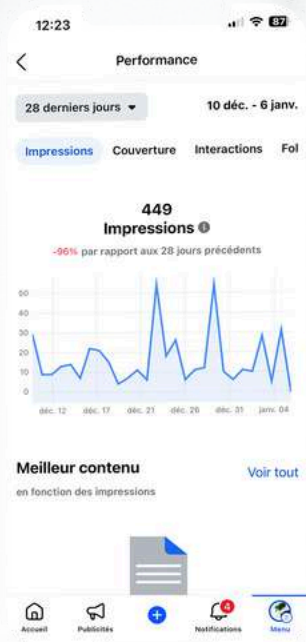 12:23
87
Performance
28 derniers jours
10 déc. - 6 janv.
Impressions Couverture Interactions Fol
449
Impressions
-96% par rapport aux 28 jours précédents
50
40
30
20
10
0
déc. 12 déc. 17 déc. 21 déc. 26 déc. 31 janv. 04
Meilleur contenu
Voir tout
en fonction des impressions
4
Accueil Publicités Notifications Menu